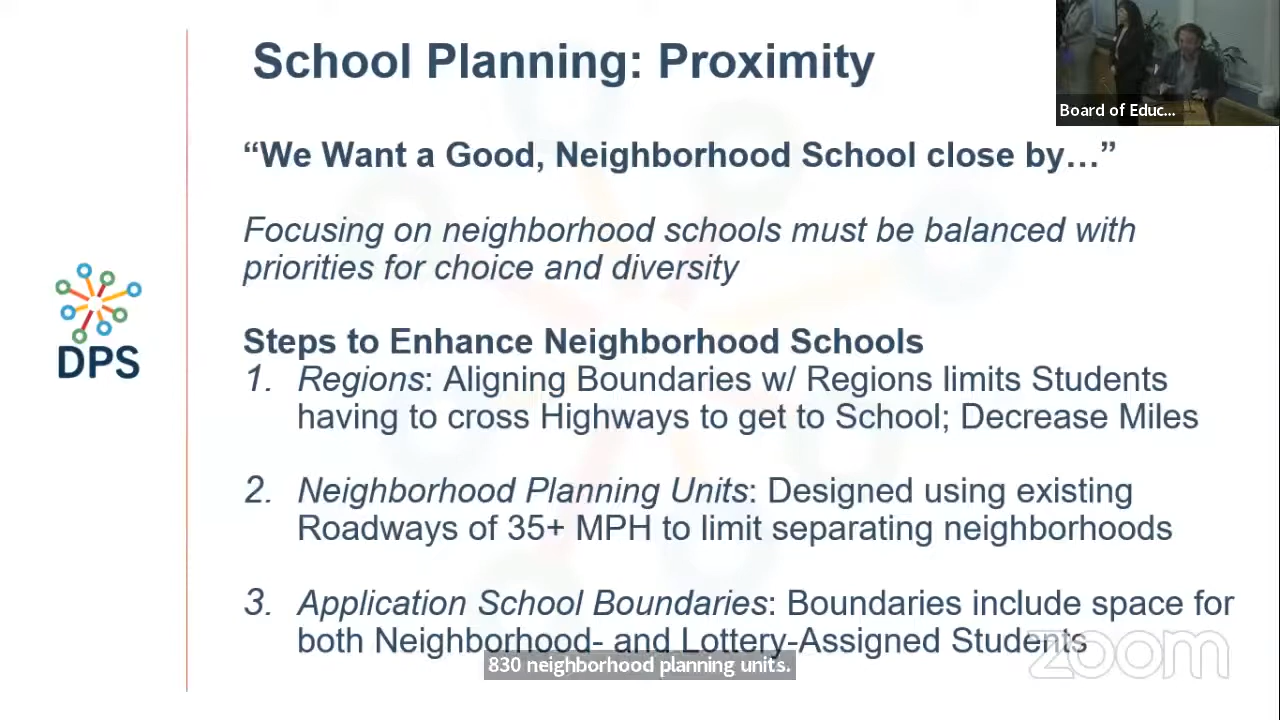 School Planning: Proximity
Board of Educ...
“We Want a Good, Neighborhood School close by…”
Focusing on neighborhood schools must be balanced with
priorities for choice and diversity
DPS
Steps to Enhance Neighborhood Schools
1. Regions: Aligning Boundaries w/ Regions limits Students
having to cross Highways to get to School; Decrease Miles
2. Neighborhood Planning Units: Designed using existing
Roadways of 35+ MPH to limit separating neighborhoods
3. Application School Boundaries: Boundaries include space for
both Neighborhood- and Lottery-Assigned Students
zoom
830 neighborhood planning units.